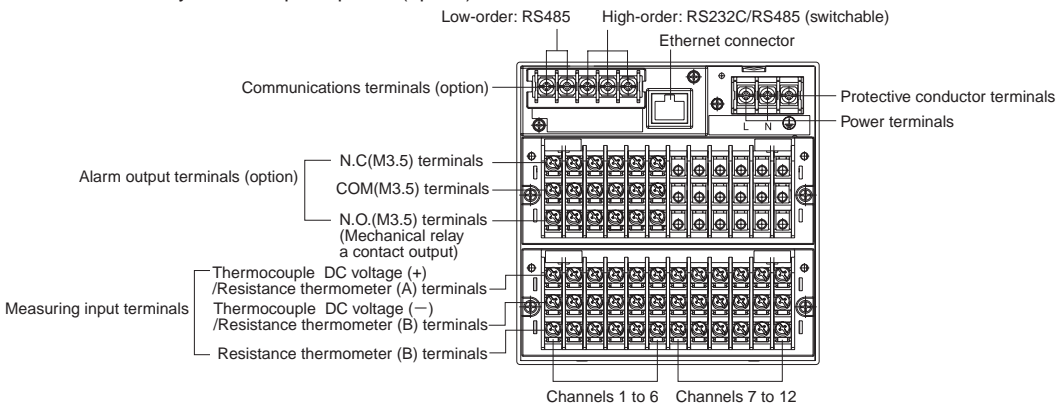 Low-order: RS485
High-order: RS232C/RS485 (switchable)
Ethernet connector
Communications terminals (option)
Protective conductor terminals
Power terminals
L N
Alarm output terminals (option)
N.C(M3.5) terminals
COM(M3.5) terminals
N.O.(M3.5) terminals
(Mechanical relay
a contact output)
Measuring input terminals
Thermocouple DC voltage (+)
/Resistance thermometer (A) terminals
Thermocouple DC voltage (−)
/Resistance thermometer (B) terminals
Resistance thermometer (B) terminals
Channels 1 to 6
Channels 7 to 12